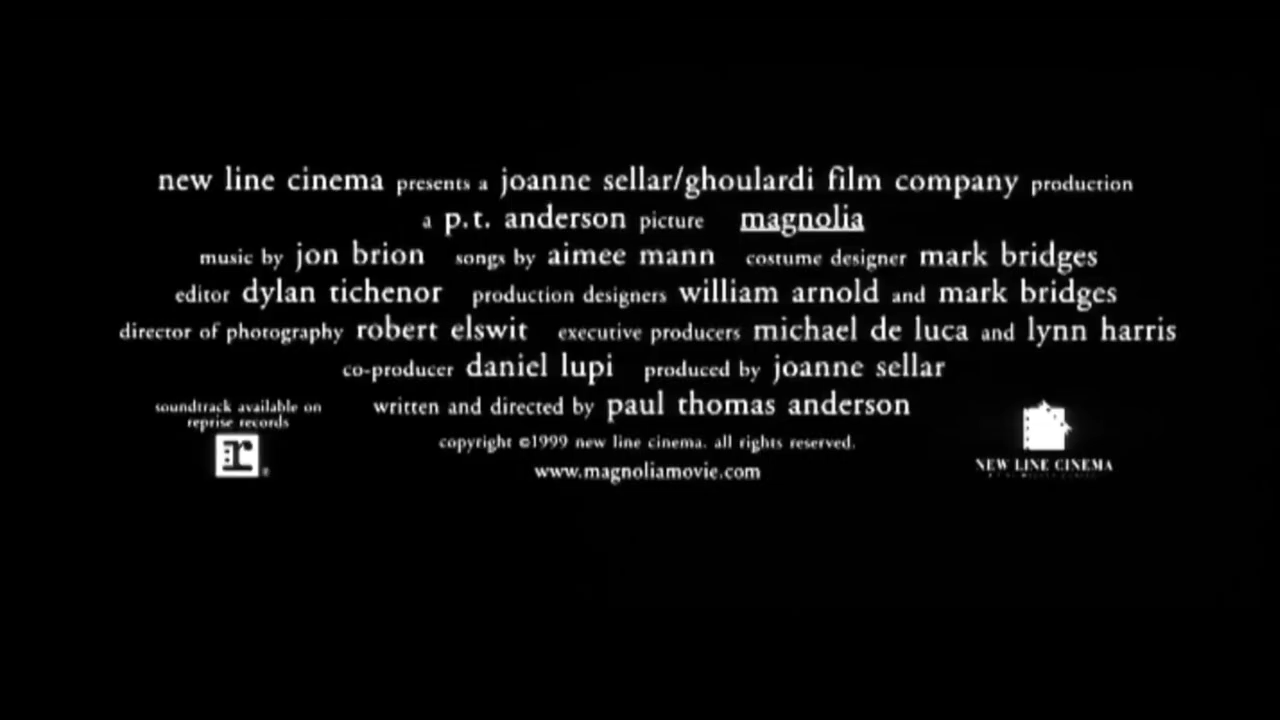 new line cinema presents a joanne sellar/ghoulardi film company production
a p.t. anderson picture magnolia
music by jon brion songs by aimee mann costume designer mark bridges
editor dylan tichenor production designers william arnold and mark bridges
director of photography robert elswit executive producers michael de luca and lynn harris
co-producer daniel lupi produced by joanne sellar
written and directed by paul thomas anderson
soundtrack available on
reprise records
r®
copyright ©1999 new line cinema. all rights reserved.
www.magnoliamovie.com
NEW LINE CINEMA